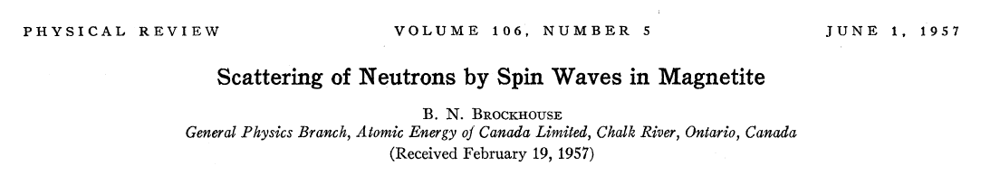 PHYSICAL REVIEW VOLUME 106, NUMBER 5 JUNE 1, 1957
Scattering of Neutrons by Spin Waves in Magnetite
B. N. BROCKHOUSE
General Physics Branch, Atomic Energy of Canada Limited, Chalk River, Ontario, Canada
(Received February 19, 1957)